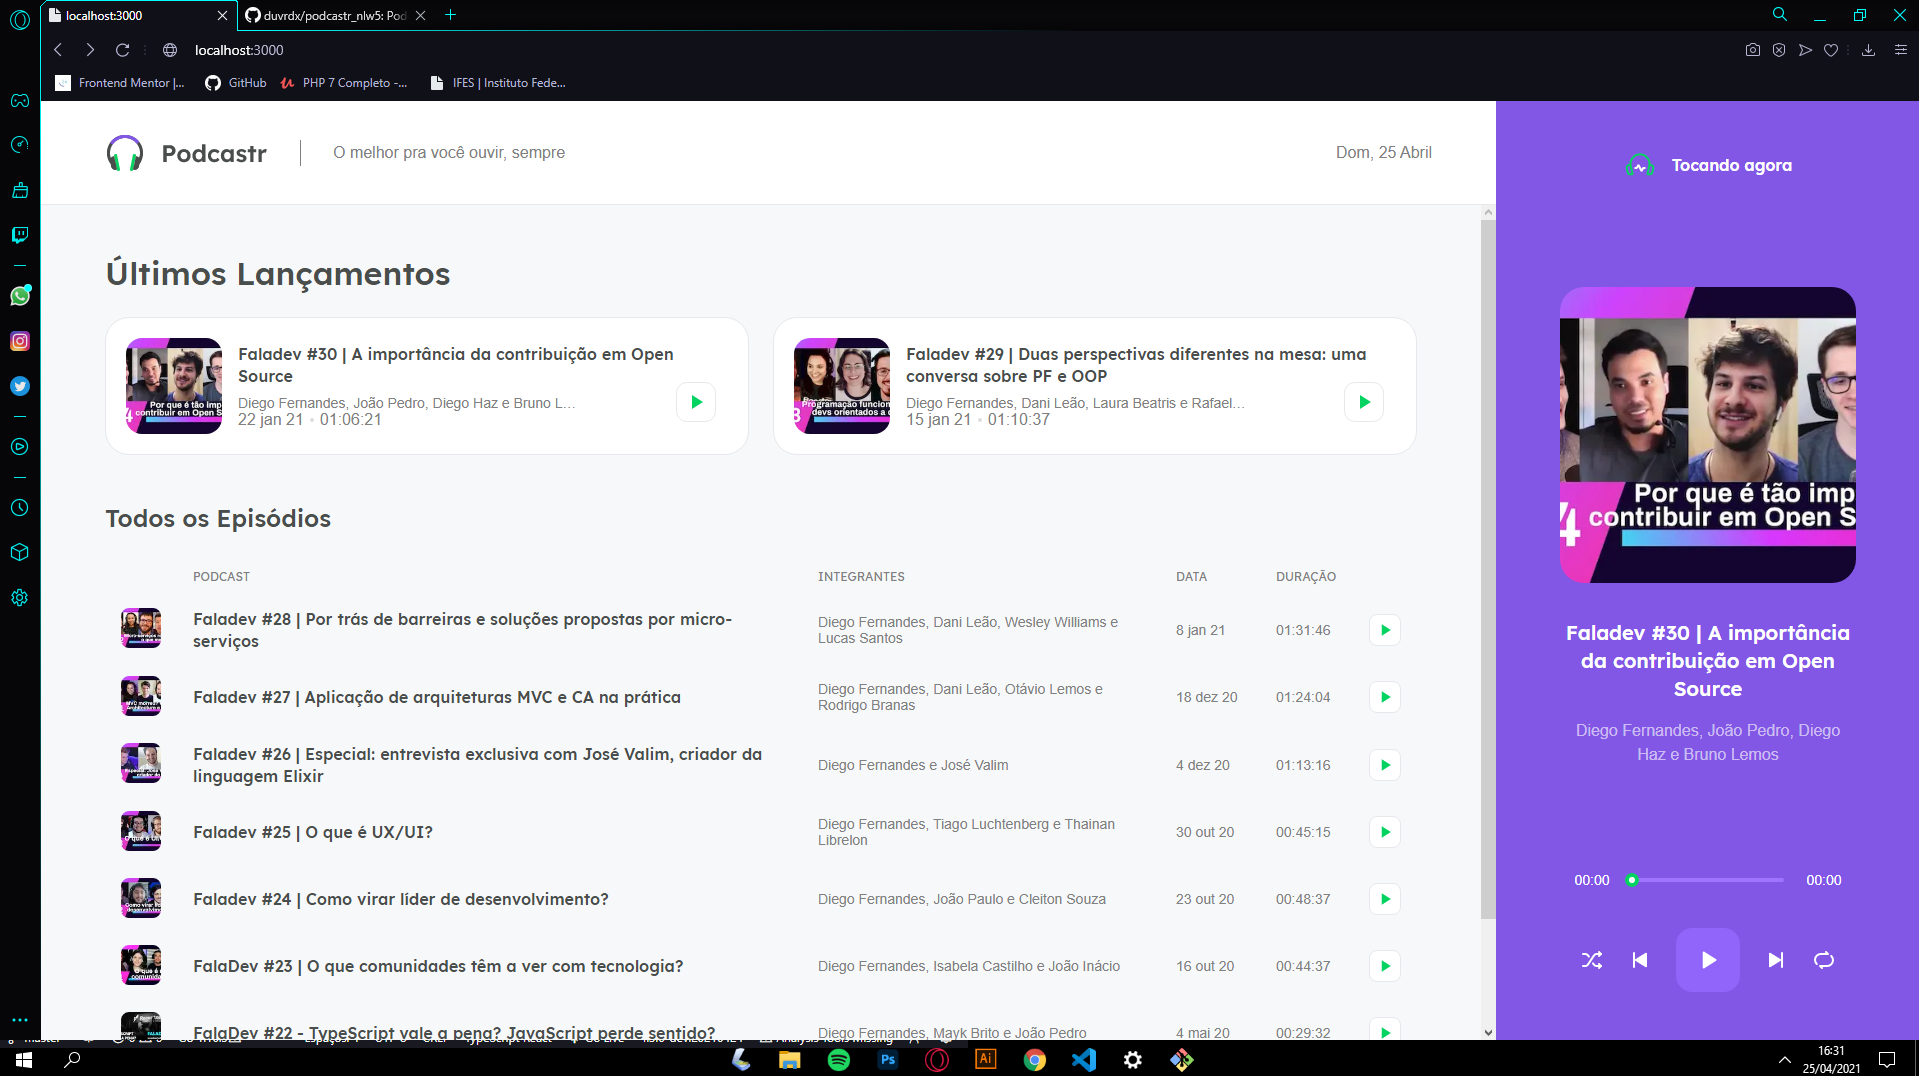 localhost:3000
duvrdx/podcastr_nlw5: Pod
localhost:3000
Frontend Mentor |...
GitHub
PHP 7 Completo -...
IFES | Instituto Fede...
Podcastr
O melhor pra você ouvir, sempre
Dom, 25 Abril
Tocando agora
Últimos Lançamentos
Faladev #30 | A importância da contribuição em Open
Source
Diego Fernandes, João Pedro, Diego Haz e Bruno L...
22 jan 21 • 01:06:21
Faladev #29 | Duas perspectivas diferentes na mesa: uma
conversa sobre PF e OOP
Diego Fernandes, Dani Leão, Laura Beatris e Rafael...
15 jan 21 • 01:10:37
Todos os Episódios
PODCAST INTEGRANTES DATA DURAÇÃO
Faladev #28 | Por trás de barreiras e soluções propostas por micro-
serviços
Diego Fernandes, Dani Leão, Wesley Williams e
Lucas Santos
8 jan 21
01:31:46
Faladev #27 | Aplicação de arquiteturas MVC e CA na prática
Diego Fernandes, Dani Leão, Otávio Lemos e
Rodrigo Branas
18 dez 20
01:24:04
Faladev #26 | Especial: entrevista exclusiva com José Valim, criador da
linguagem Elixir
Diego Fernandes e José Valim
4 dez 20
01:13:16
Faladev #25 | O que é UX/UI?
Diego Fernandes, Tiago Luchtenberg e Thainan
Librelon
30 out 20
00:45:15
Faladev #24 | Como virar líder de desenvolvimento?
Diego Fernandes, João Paulo e Cleiton Souza
23 out 20
00:48:37
FalaDev #23 | O que comunidades têm a ver com tecnologia?
Diego Fernandes, Isabela Castilho e João Inácio
16 out 20
00:44:37
FalaDev #22 - TypeScript vale a pena? JavaScript perde sentido?
Diego Fernandes, Mayk Brito e João Pedro
4 mai 20
00:29:32
Por que é tão imp
contribuir em Open S
Faladev #30 | A importância
da contribuição em Open
Source
Diego Fernandes, João Pedro, Diego
Haz e Bruno Lemos
00:00
00:00
Ps
Ai
16:31
25/04/2021